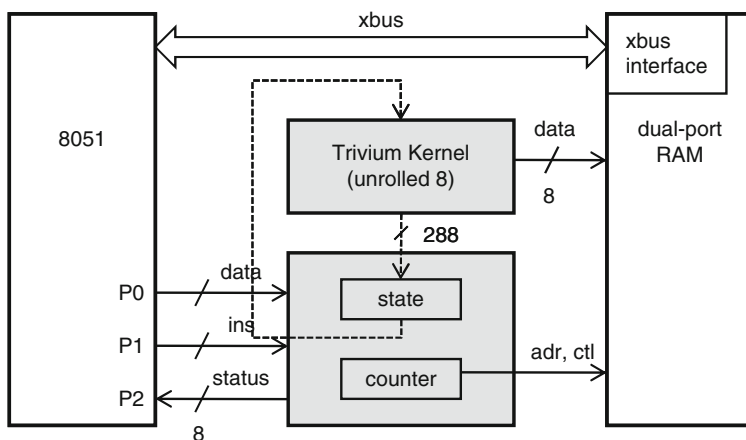 xbus
xbus
interface
8051
Trivium Kernel
(unrolled 8)
data
8
dual-port
RAM
288
P0
data
state
P1
ins
adr, ctl
P2
status
counter
8